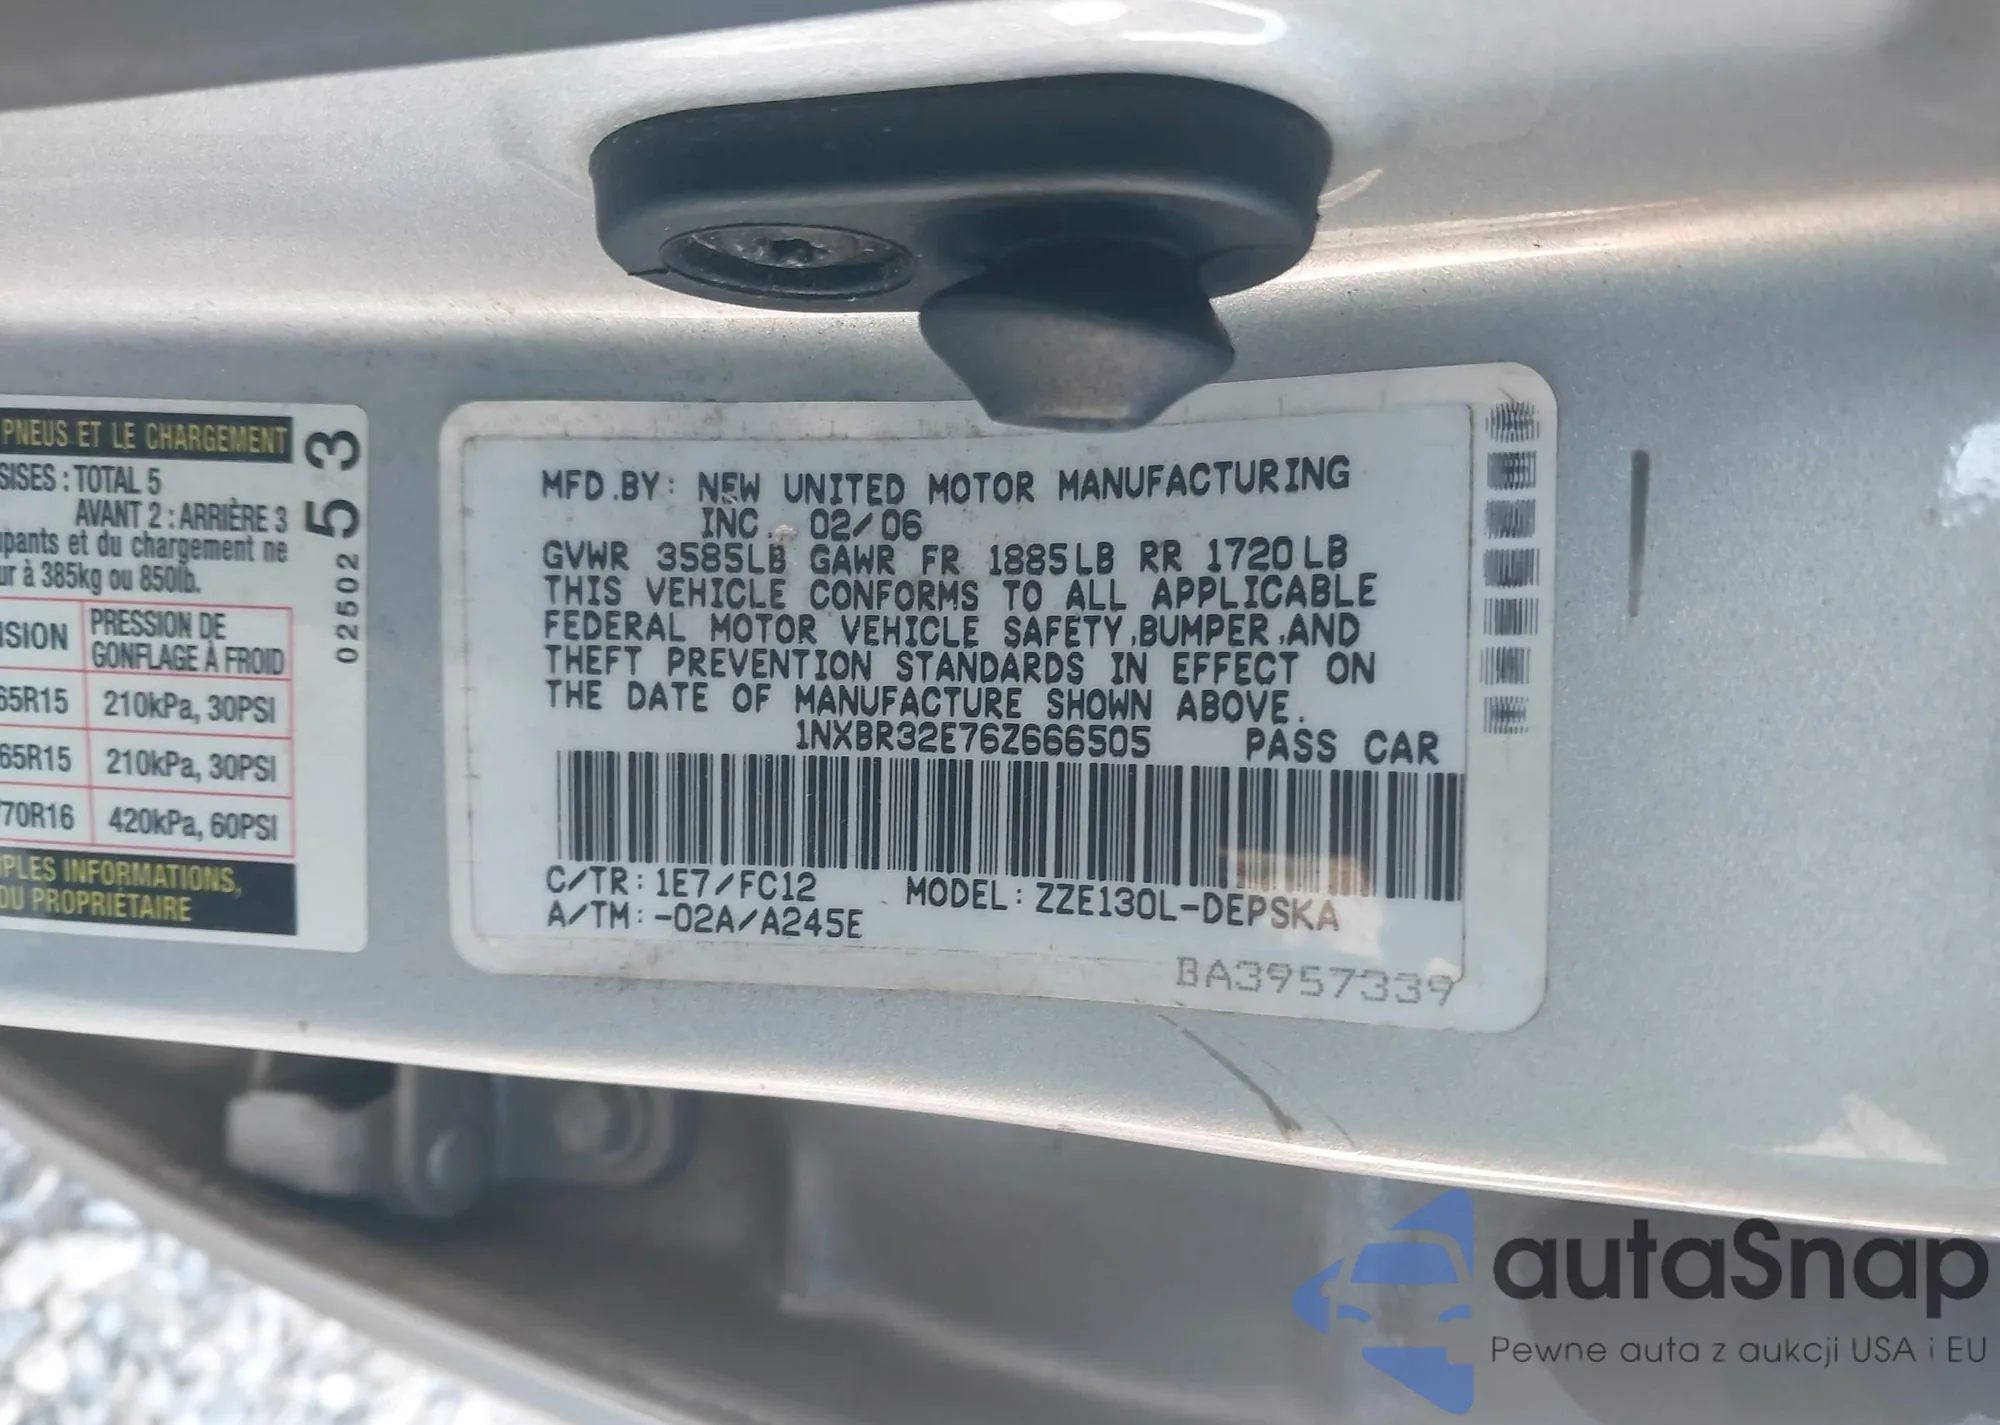 PNEUS ET LE CHARGEMENT
SISES : TOTAL 5
AVANT 2 : ARRIÈRE 3
upants et du chargement ne
ur à 385kg ou 850lb.
PRESSION DE
GONFLAGE À FROID
65R15 210kPa, 30PSI
65R15 210kPa, 30PSI
70R16 420kPa, 60PSI
PLES INFORMATIONS,
DU PROPRIÉTAIRE
02502 53
MFD.BY: NEW UNITED MOTOR MANUFACTURING
INC. 02/06
GVWR 3585LB GAWR FR 1885LB RR 1720LB
THIS VEHICLE CONFORMS TO ALL APPLICABLE
FEDERAL MOTOR VEHICLE SAFETY,BUMPER,AND
THEFT PREVENTION STANDARDS IN EFFECT ON
THE DATE OF MANUFACTURE SHOWN ABOVE.
1NXBR32E76Z666505 PASS CAR
C/TR: 1E7/FC12 MODEL: ZZE130L-DEPSKA
A/TM: -02A/A245E
BA3957339
autaSnap
Pewne auta z aukcji USA i EU